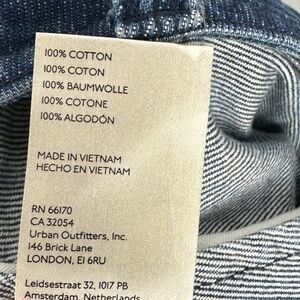 100% COTTON
100% COTON
100% BAUMWOLLE
100% COTONE
100% ALGODÓN
MADE IN VIETNAM
HECHO EN VIETNAM
RN 66170
CA 32054
Urban Outfitters, Inc.
146 Brick Lane
LONDON, E1 6RU
Leidsestraat 32, 1017 PB
Amsterdam, Netherlands